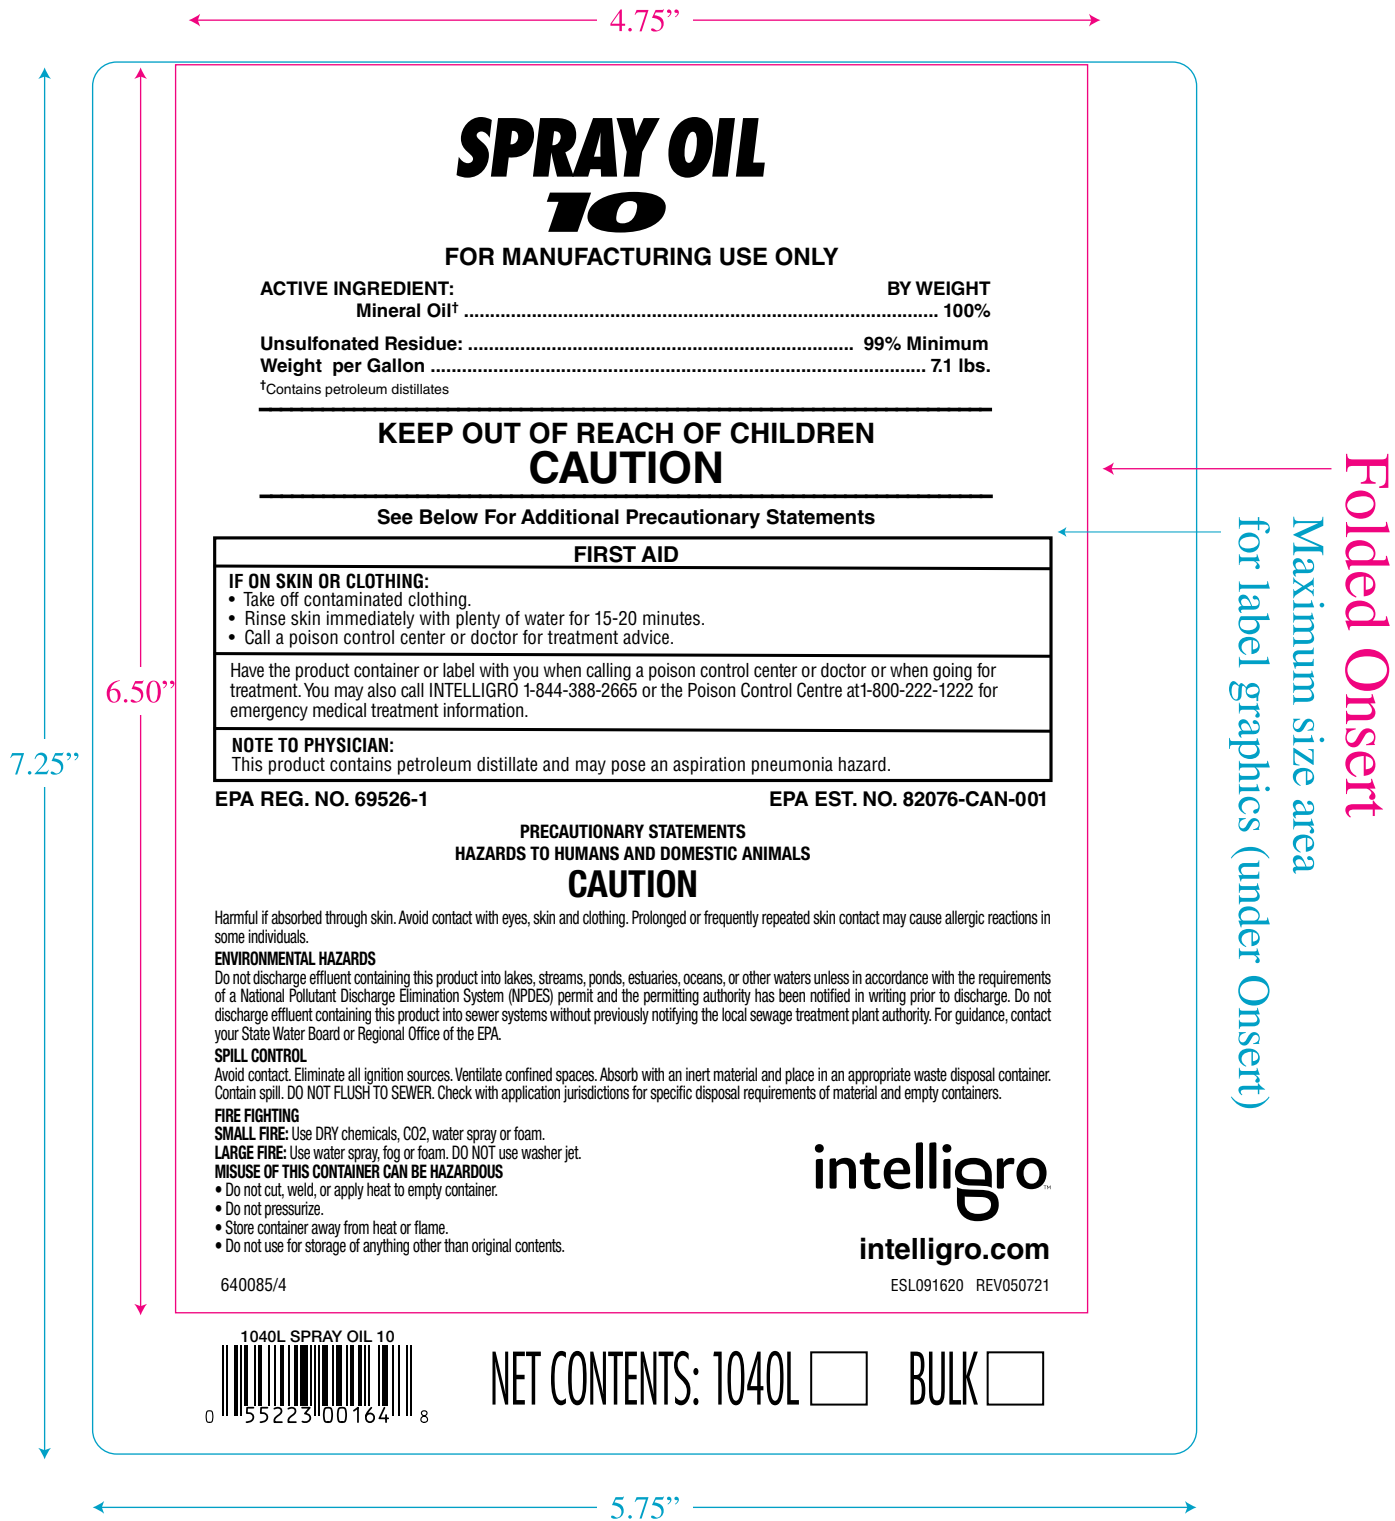 4.75”
SPRAY OIL
10
FOR MANUFACTURING USE ONLY
ACTIVE INGREDIENT: BY WEIGHT
Mineral Oil† ........................................................................................... 100%
Unsulfonated Residue: .......................................................................... 99% Minimum
Weight per Gallon ............................................................................................... 7.1 lbs.
†Contains petroleum distillates
KEEP OUT OF REACH OF CHILDREN
CAUTION
See Below For Additional Precautionary Statements
FIRST AID
IF ON SKIN OR CLOTHING:
• Take off contaminated clothing.
• Rinse skin immediately with plenty of water for 15-20 minutes.
• Call a poison control center or doctor for treatment advice.
Have the product container or label with you when calling a poison control center or doctor or when going for
treatment. You may also call INTELLIGRO 1-844-388-2665 or the Poison Control Centre at1-800-222-1222 for
emergency medical treatment information.
NOTE TO PHYSICIAN:
This product contains petroleum distillate and may pose an aspiration pneumonia hazard.
EPA REG. NO. 69526-1 EPA EST. NO. 82076-CAN-001
PRECAUTIONARY STATEMENTS
HAZARDS TO HUMANS AND DOMESTIC ANIMALS
CAUTION
Harmful if absorbed through skin. Avoid contact with eyes, skin and clothing. Prolonged or frequently repeated skin contact may cause allergic reactions in
some individuals.
ENVIRONMENTAL HAZARDS
Do not discharge effluent containing this product into lakes, streams, ponds, estuaries, oceans, or other waters unless in accordance with the requirements
of a National Pollutant Discharge Elimination System (NPDES) permit and the permitting authority has been notified in writing prior to discharge. Do not
discharge effluent containing this product into sewer systems without previously notifying the local sewage treatment plant authority. For guidance, contact
your State Water Board or Regional Office of the EPA.
SPILL CONTROL
Avoid contact. Eliminate all ignition sources. Ventilate confined spaces. Absorb with an inert material and place in an appropriate waste disposal container.
Contain spill. DO NOT FLUSH TO SEWER. Check with application jurisdictions for specific disposal requirements of material and empty containers.
FIRE FIGHTING
SMALL FIRE: Use DRY chemicals, CO2, water spray or foam.
LARGE FIRE: Use water spray, fog or foam. DO NOT use washer jet.
MISUSE OF THIS CONTAINER CAN BE HAZARDOUS
• Do not cut, weld, or apply heat to empty container.
• Do not pressurize.
• Store container away from heat or flame.
• Do not use for storage of anything other than original contents.
intelligro™
intelligro.com
640085/4 ESL091620 REV050721
1040L SPRAY OIL 10
0 55223 00164 8
NET CONTENTS: 1040L BULK
6.50”
7.25”
5.75”
Folded Onsert
Maximum size area
for label graphics (under Onsert)